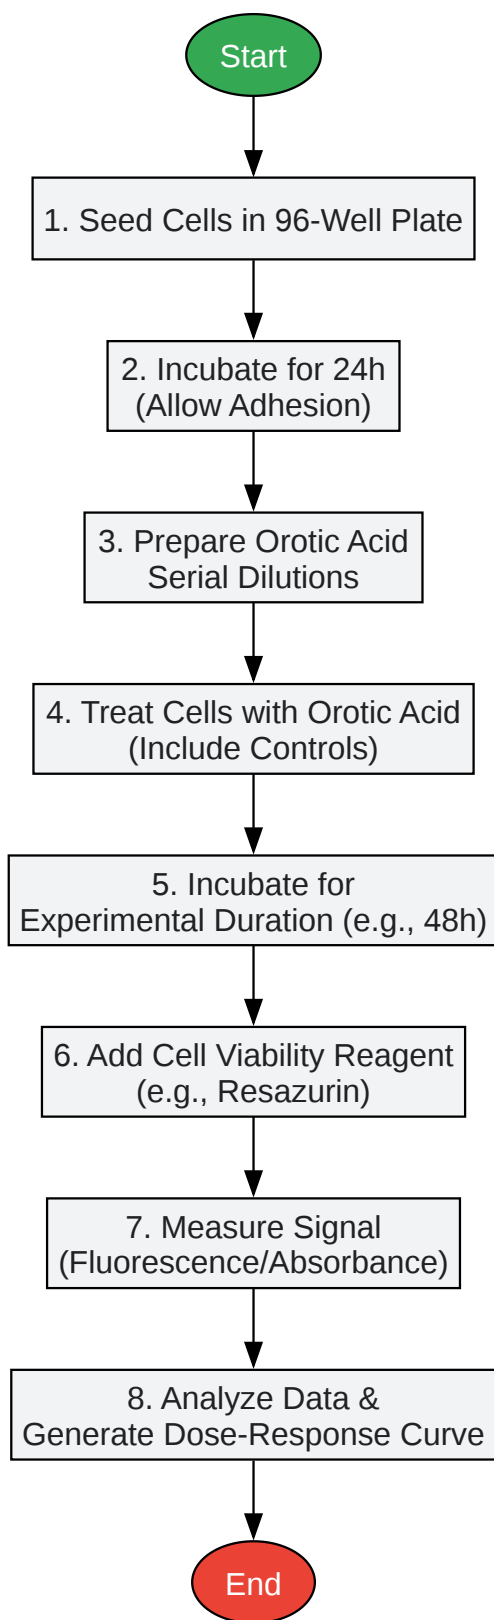 Start
1. Seed Cells in 96-Well Plate
2. Incubate for 24h
(Allow Adhesion)
3. Prepare Orotic Acid
Serial Dilutions
4. Treat Cells with Orotic Acid
(Include Controls)
5. Incubate for
Experimental Duration (e.g., 48h)
6. Add Cell Viability Reagent
(e.g., Resazurin)
7. Measure Signal
(Fluorescence/Absorbance)
8. Analyze Data &
Generate Dose-Response Curve
End